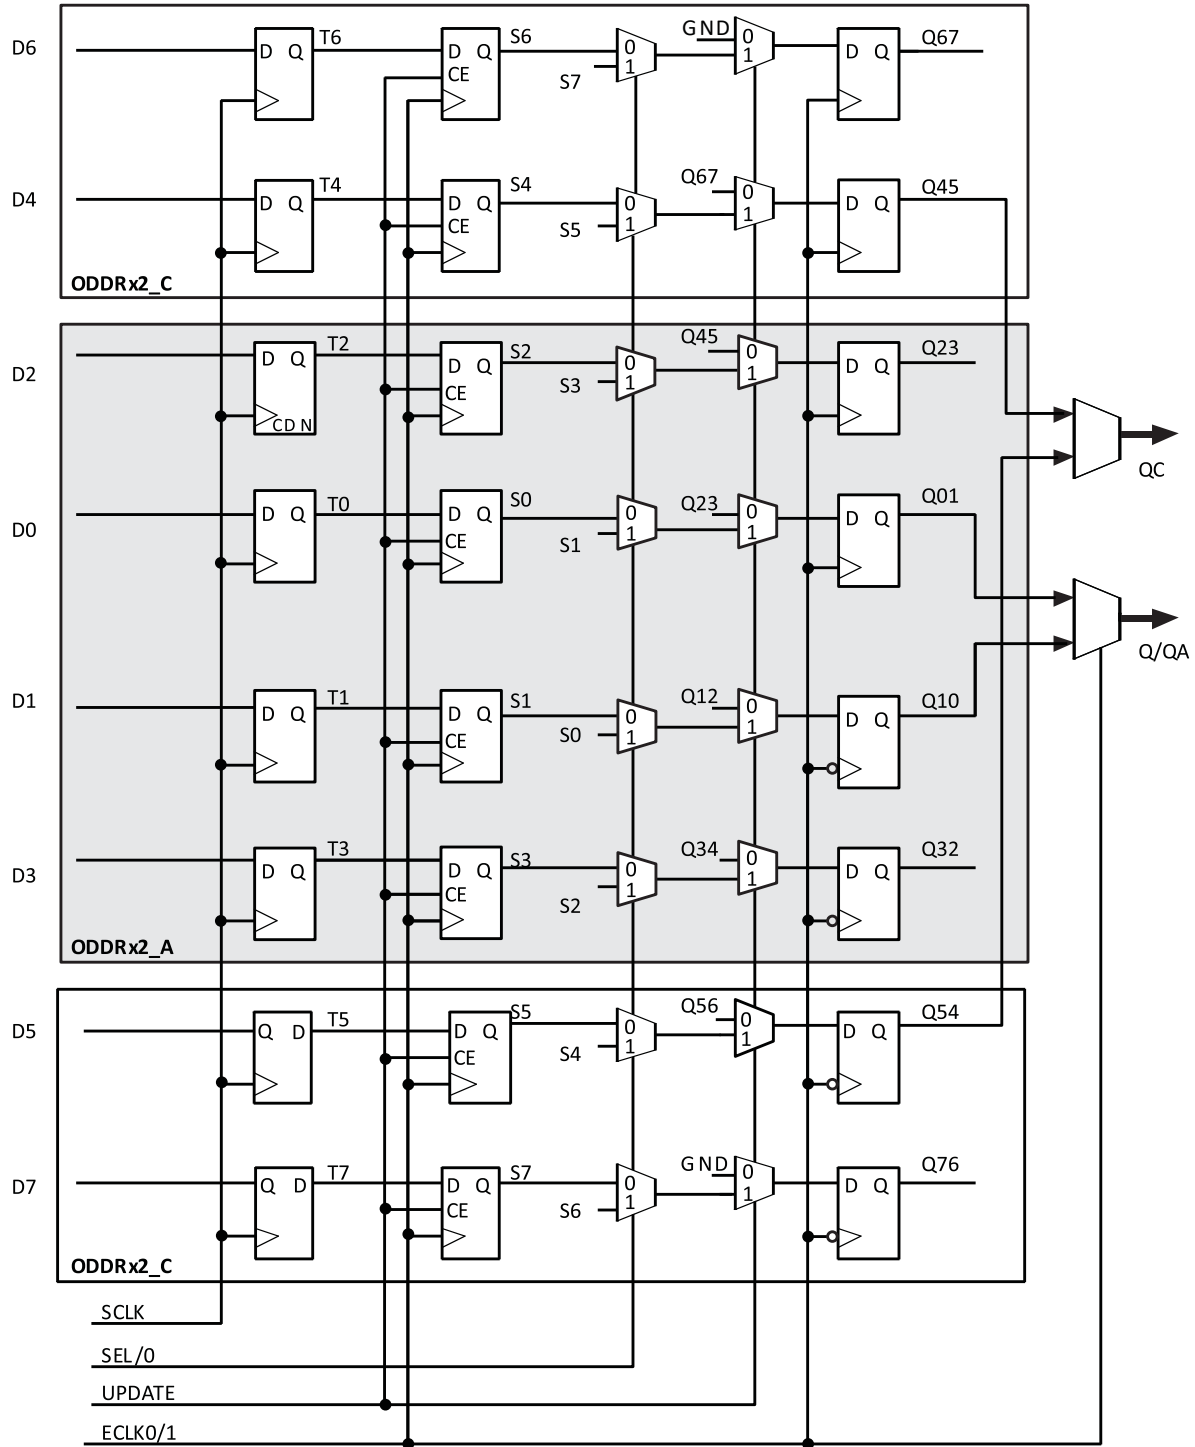 D6 D Q T6 D Q CE S6 0 1 S7 GND 0 1 D Q Q67
D4 D Q T4 D Q CE S4 0 1 S5 Q67 0 1 D Q Q45
ODDRx2_C
D2 D Q CDN T2 D Q CE S2 0 1 S3 Q45 0 1 D Q Q23
QC
D0 D Q T0 D Q CE S0 0 1 S1 Q23 0 1 D Q Q01
Q/QA
D1 D Q T1 D Q CE S1 0 1 S0 Q12 0 1 D Q Q10
D3 D Q T3 D Q CE S3 0 1 S2 Q34 0 1 D Q Q32
ODDRx2_A
D5 Q D T5 D Q CE S5 0 1 S4 Q56 0 1 D Q Q54
D7 Q D T7 D Q CE S7 0 1 S6 GND 0 1 D Q Q76
ODDRx2_C
SCLK
SEL/0
UPDATE
ECLK0/1